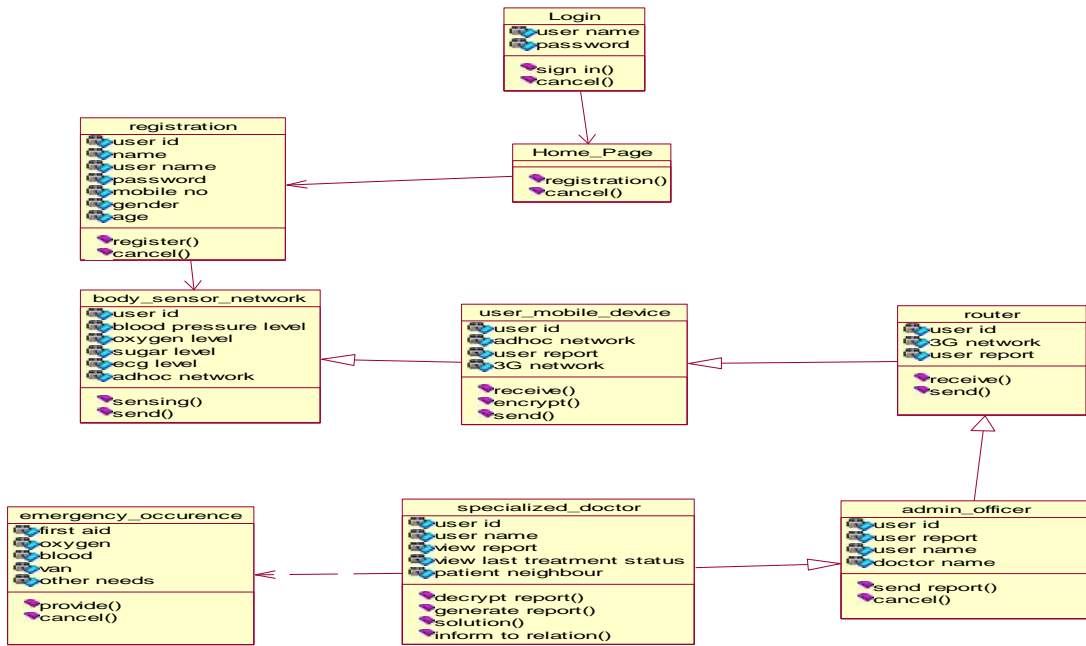 Login
user name
password
sign in()
cancel()
registration
user id
name
user name
password
mobile no
gender
age
register()
cancel()
Home_Page
registration()
cancel()
body_sensor_network
user id
blood pressure level
oxygen level
sugar level
ecg level
adhoc network
sensing()
send()
user_mobile_device
user id
adhoc network
user report
3G network
receive()
encrypt()
send()
router
user id
3G network
user report
receive()
send()
emergency_occurence
first aid
oxygen
blood
van
other needs
provide()
cancel()
specialized_doctor
user id
user name
view report
view last treatment status
patient neighbour
decrypt report()
generate report()
solution()
inform to relation()
admin_officer
user id
user report
user name
doctor name
send report()
cancel()